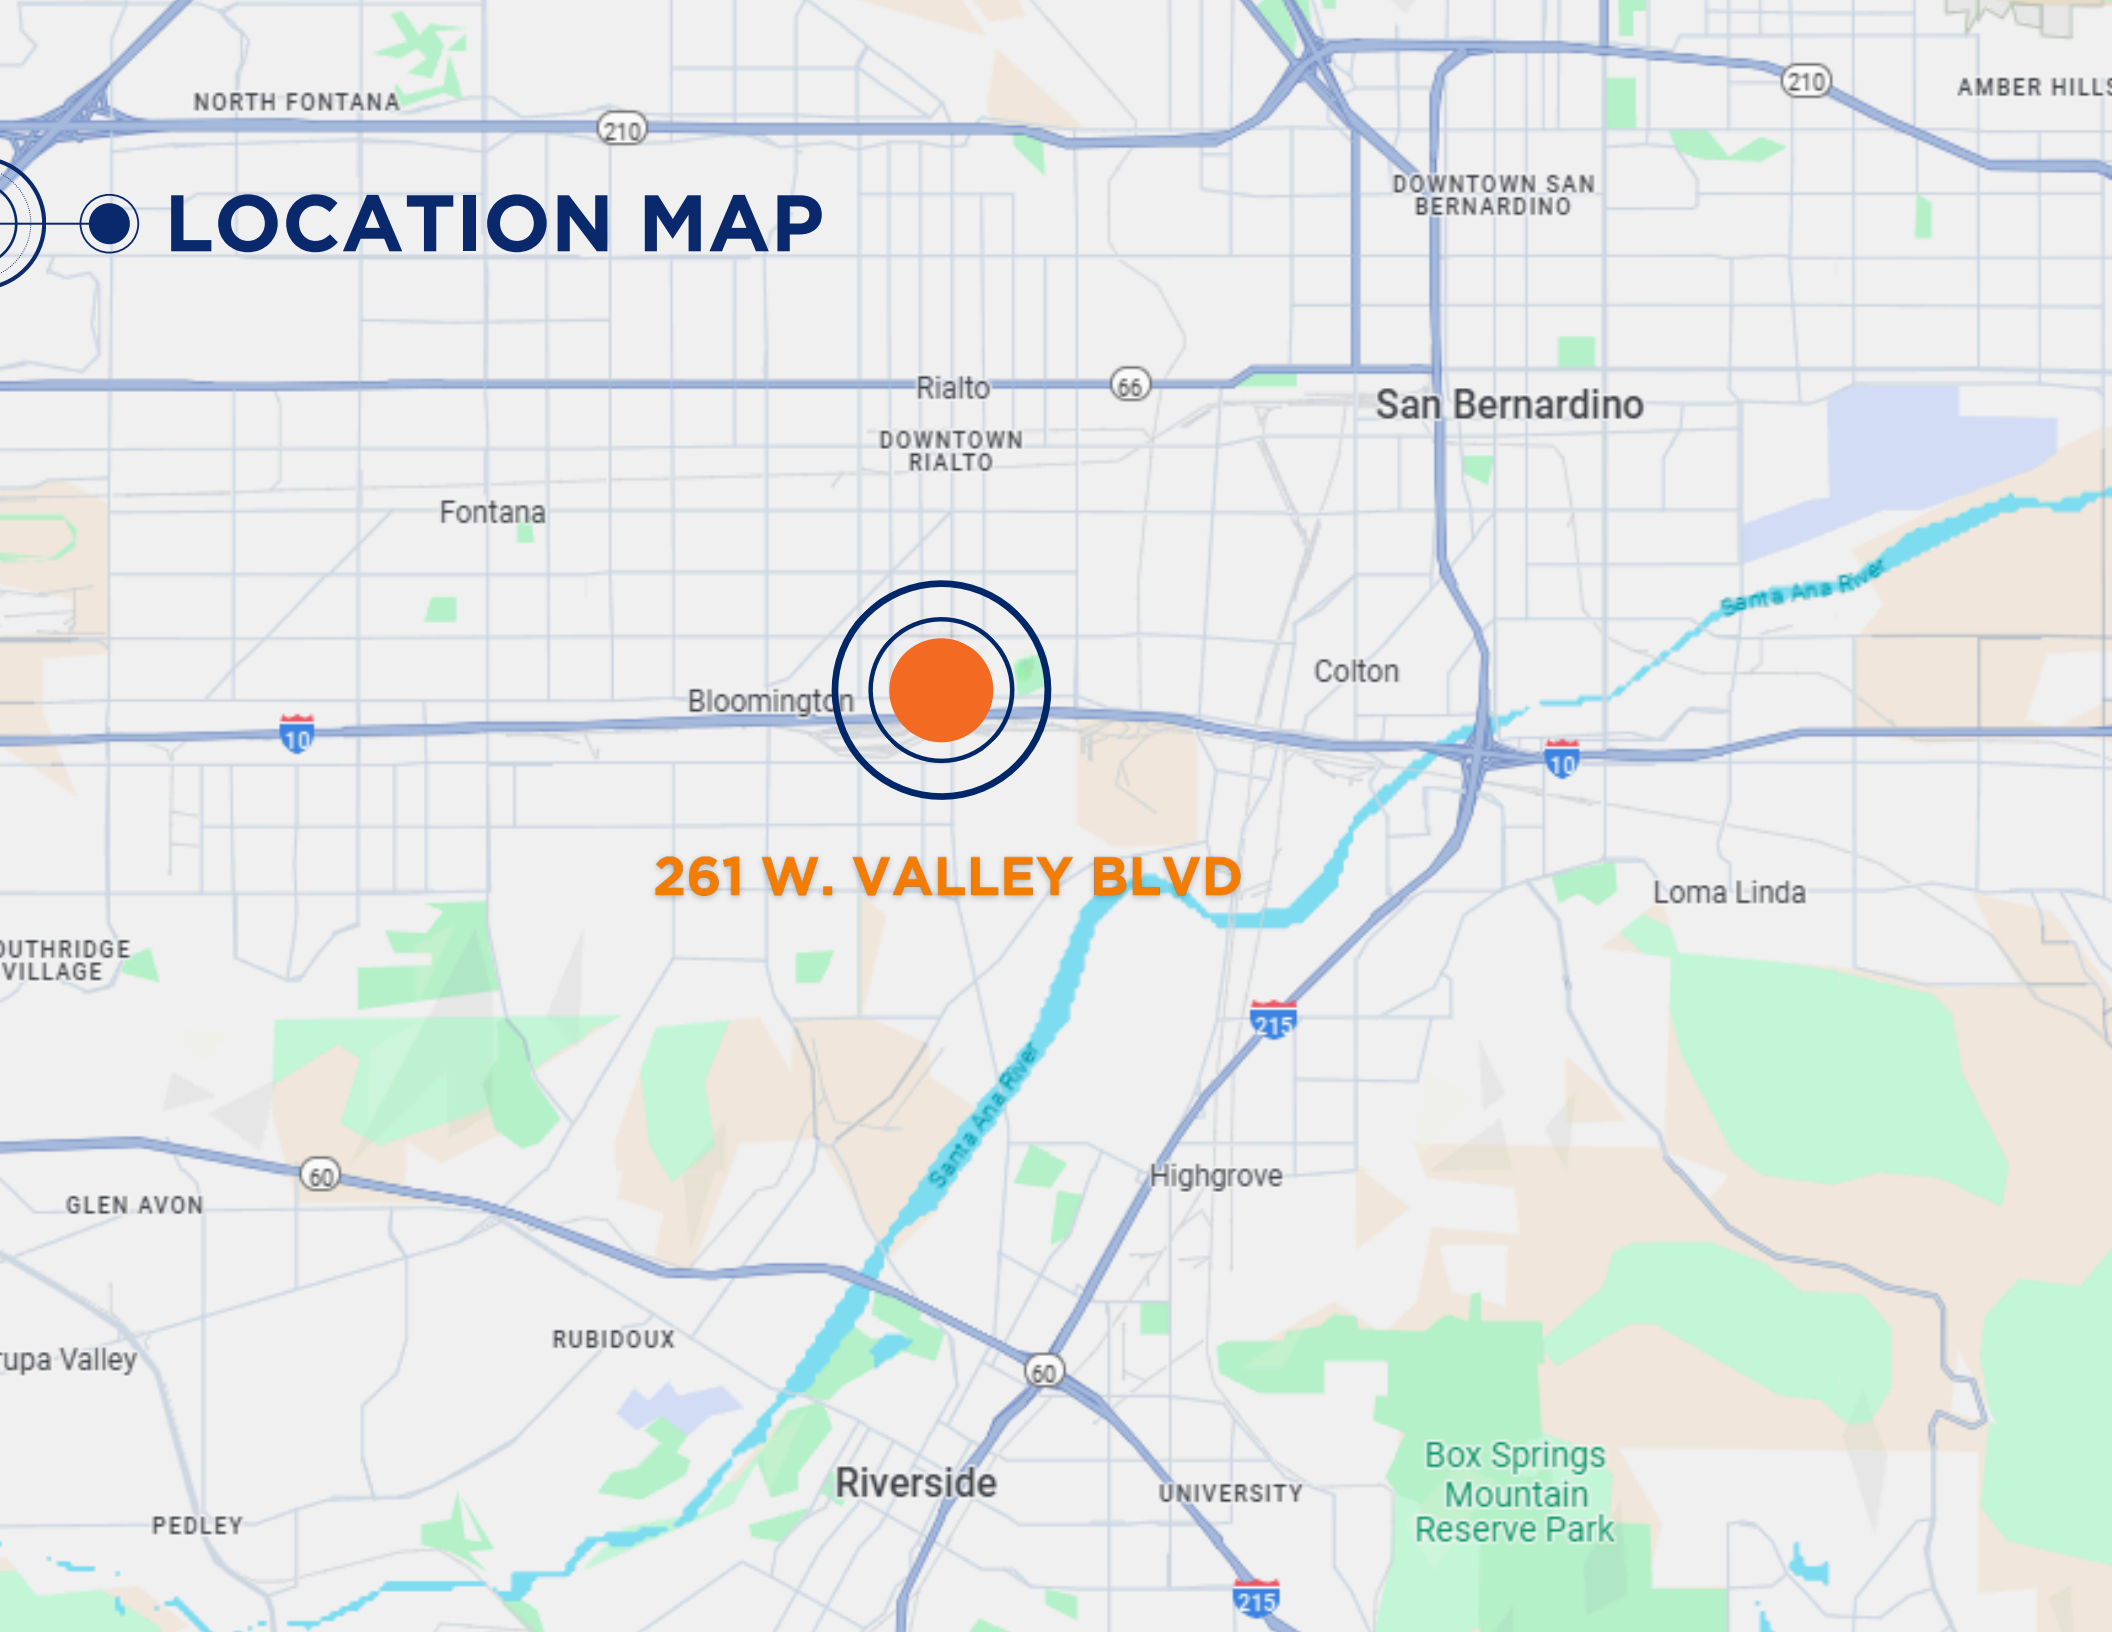 NORTH FONTANA
210
210
AMBER HILLS
DOWNTOWN SAN
BERNARDINO
LOCATION MAP
Rialto
66
San Bernardino
DOWNTOWN
RIALTO
Fontana
Santa Ana River
Colton
Bloomington
10
10
261 W. VALLEY BLVD
Loma Linda
OUTHRIDGE
VILLAGE
215
Santa Ana River
60
Highgrove
GLEN AVON
RUBIDOUX
rupa Valley
60
Box Springs
Mountain
Reserve Park
Riverside
UNIVERSITY
PEDLEY
215